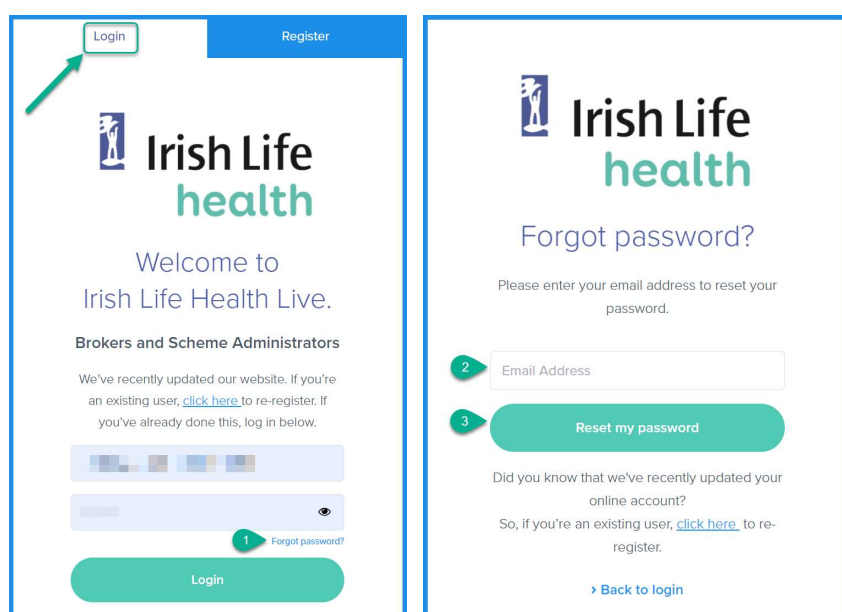 Login
Register
Irish Life
health
Welcome to
Irish Life Health Live.
Brokers and Scheme Administrators
We've recently updated our website. If you're
an existing user, click here to re-register. If
you've already done this, log in below.
1 Forgot password?
Login
Irish Life
health
Forgot password?
Please enter your email address to reset your
password.
2 Email Address
3 Reset my password
Did you know that we've recently updated your
online account?
So, if you're an existing user, click here to re-
register.
› Back to login